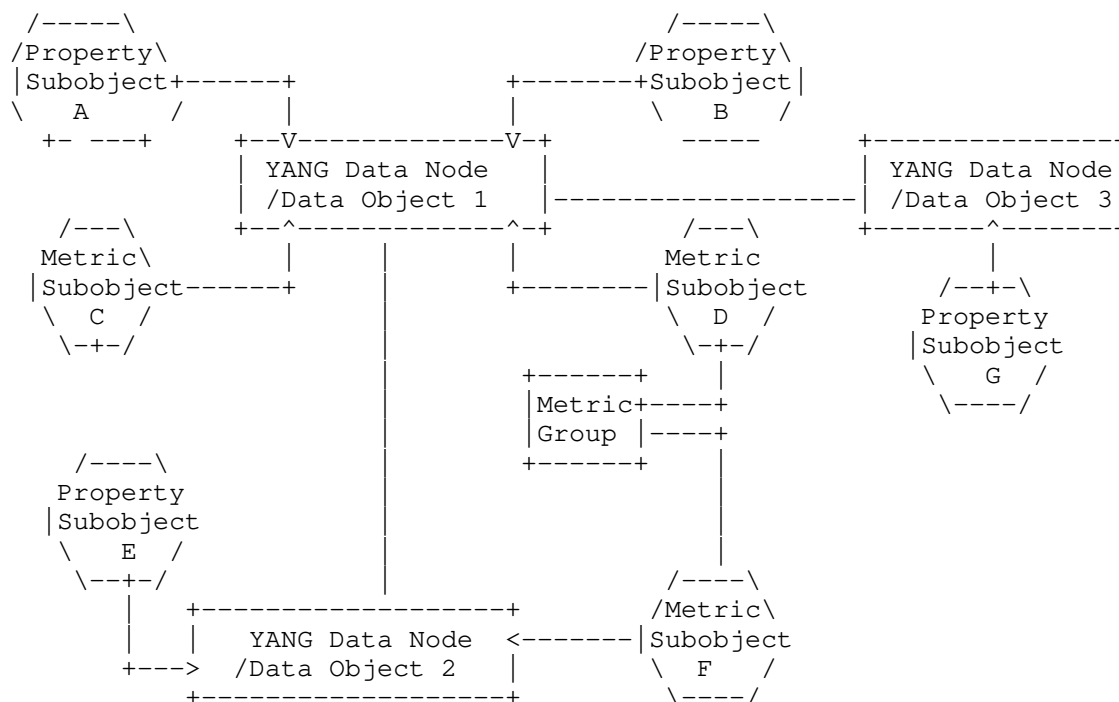 Property
Subobject
A
Property
Subobject
B
YANG Data Node
/Data Object 1
YANG Data Node
/Data Object 3
Metric
Subobject
C
Metric
Subobject
D
Property
Subobject
G
Metric
Group
Property
Subobject
E
YANG Data Node
/Data Object 2
Metric
Subobject
F